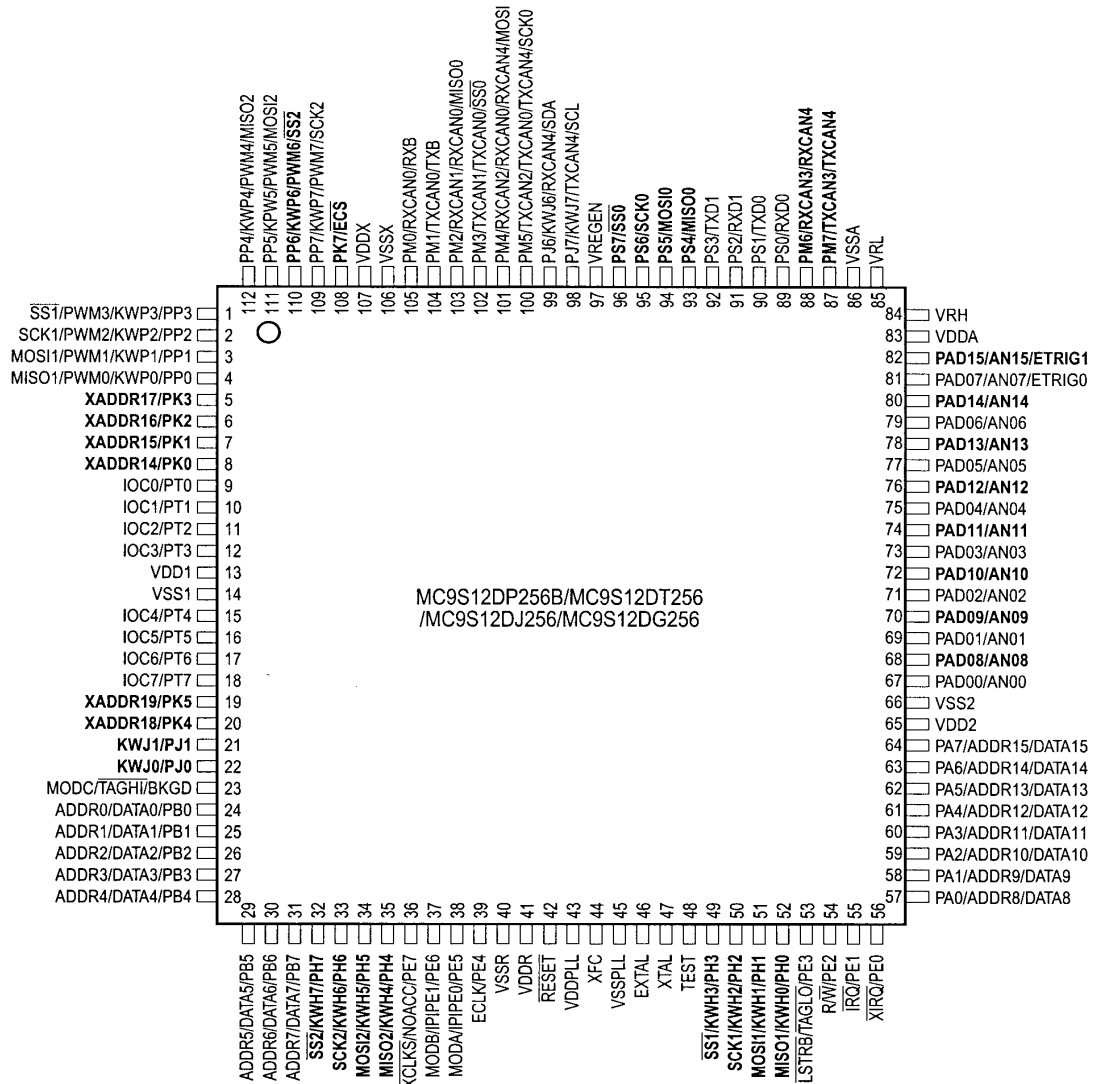 PP4/KWP4/PWM4/MISO2
PP5/KPW5/PWM5/MOSI2
PP6/KWP6/PWM6/SS2
PP7/KWP7/PWM7/SCK2
PK7/ECS
VDDX
VSSX
PM0/RXCAN0/RXB
PM1/TXCAN0/TXB
PM2/RXCAN1/RXCAN0/MISO0
PM3/TXCAN1/TXCAN0/SS0
PM4/RXCAN2/RXCAN0/RXCAN4/MOSI
PM5/TXCAN2/TXCAN0/TXCAN4/SCK0
PJ6/KWJ6/RXCAN4/SDA
PJ7/KWJ7/TXCAN4/SCL
VREGEN
PS7/SS0
PS6/SCK0
PS5/MOSI0
PS4/MISO0
PS3/TXD1
PS2/RXD1
PS1/TXD0
PS0/RXD0
PM6/RXCAN3/RXCAN4
PM7/TXCAN3/TXCAN4
VSSA
VRL
112
111
110
109
108
107
106
105
104
103
102
101
100
99
98
97
96
95
94
93
92
91
90
89
88
87
86
85
SS1/PWM3/KWP3/PP3 1
SCK1/PWM2/KWP2/PP2 2
MOSI1/PWM1/KWP1/PP1 3
MISO1/PWM0/KWP0/PP0 4
XADDR17/PK3 5
XADDR16/PK2 6
XADDR15/PK1 7
XADDR14/PK0 8
IOC0/PT0 9
IOC1/PT1 10
IOC2/PT2 11
IOC3/PT3 12
VDD1 13
VSS1 14
IOC4/PT4 15
IOC5/PT5 16
IOC6/PT6 17
IOC7/PT7 18
XADDR19/PK5 19
XADDR18/PK4 20
KWJ1/PJ1 21
KWJ0/PJ0 22
MODC/TAGHI/BKGD 23
ADDR0/DATA0/PB0 24
ADDR1/DATA1/PB1 25
ADDR2/DATA2/PB2 26
ADDR3/DATA3/PB3 27
ADDR4/DATA4/PB4 28
MC9S12DP256B/MC9S12DT256
/MC9S12DJ256/MC9S12DG256
84 VRH
83 VDDA
82 PAD15/AN15/ETRIG1
81 PAD07/AN07/ETRIG0
80 PAD14/AN14
79 PAD06/AN06
78 PAD13/AN13
77 PAD05/AN05
76 PAD12/AN12
75 PAD04/AN04
74 PAD11/AN11
73 PAD03/AN03
72 PAD10/AN10
71 PAD02/AN02
70 PAD09/AN09
69 PAD01/AN01
68 PAD08/AN08
67 PAD00/AN00
66 VSS2
65 VDD2
64 PA7/ADDR15/DATA15
63 PA6/ADDR14/DATA14
62 PA5/ADDR13/DATA13
61 PA4/ADDR12/DATA12
60 PA3/ADDR11/DATA11
59 PA2/ADDR10/DATA10
58 PA1/ADDR9/DATA9
57 PA0/ADDR8/DATA8
29
30
31
32
33
34
35
36
37
38
39
40
41
42
43
44
45
46
47
48
49
50
51
52
53
54
55
56
ADDR5/DATA5/PB5
ADDR6/DATA6/PB6
ADDR7/DATA7/PB7
SS2/KWH7/PH7
SCK2/KWH6/PH6
MOSI2/KWH5/PH5
MISO2/KWH4/PH4
XCLKS/NOACC/PE7
MODB/IPIPE1/PE6
MODA/IPIPE0/PE5
ECLK/PE4
VSSR
VDDR
RESET
VDDPLL
XFC
VSSPLL
EXTAL
XTAL
TEST
SS1/KWH3/PH3
SCK1/KWH2/PH2
MOSI1/KWH1/PH1
MISO1/KWH0/PH0
LSTRB/TAGLO/PE3
R/W/PE2
IRQ/PE1
XIRQ/PE0